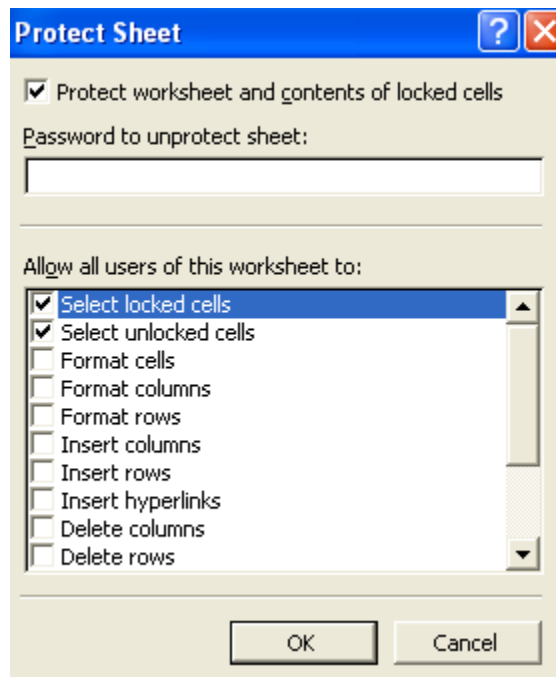 Protect Sheet
Protect worksheet and contents of locked cells
Password to unprotect sheet:
Allow all users of this worksheet to:
Select locked cells
Select unlocked cells
Format cells
Format columns
Format rows
Insert columns
Insert rows
Insert hyperlinks
Delete columns
Delete rows
OK Cancel